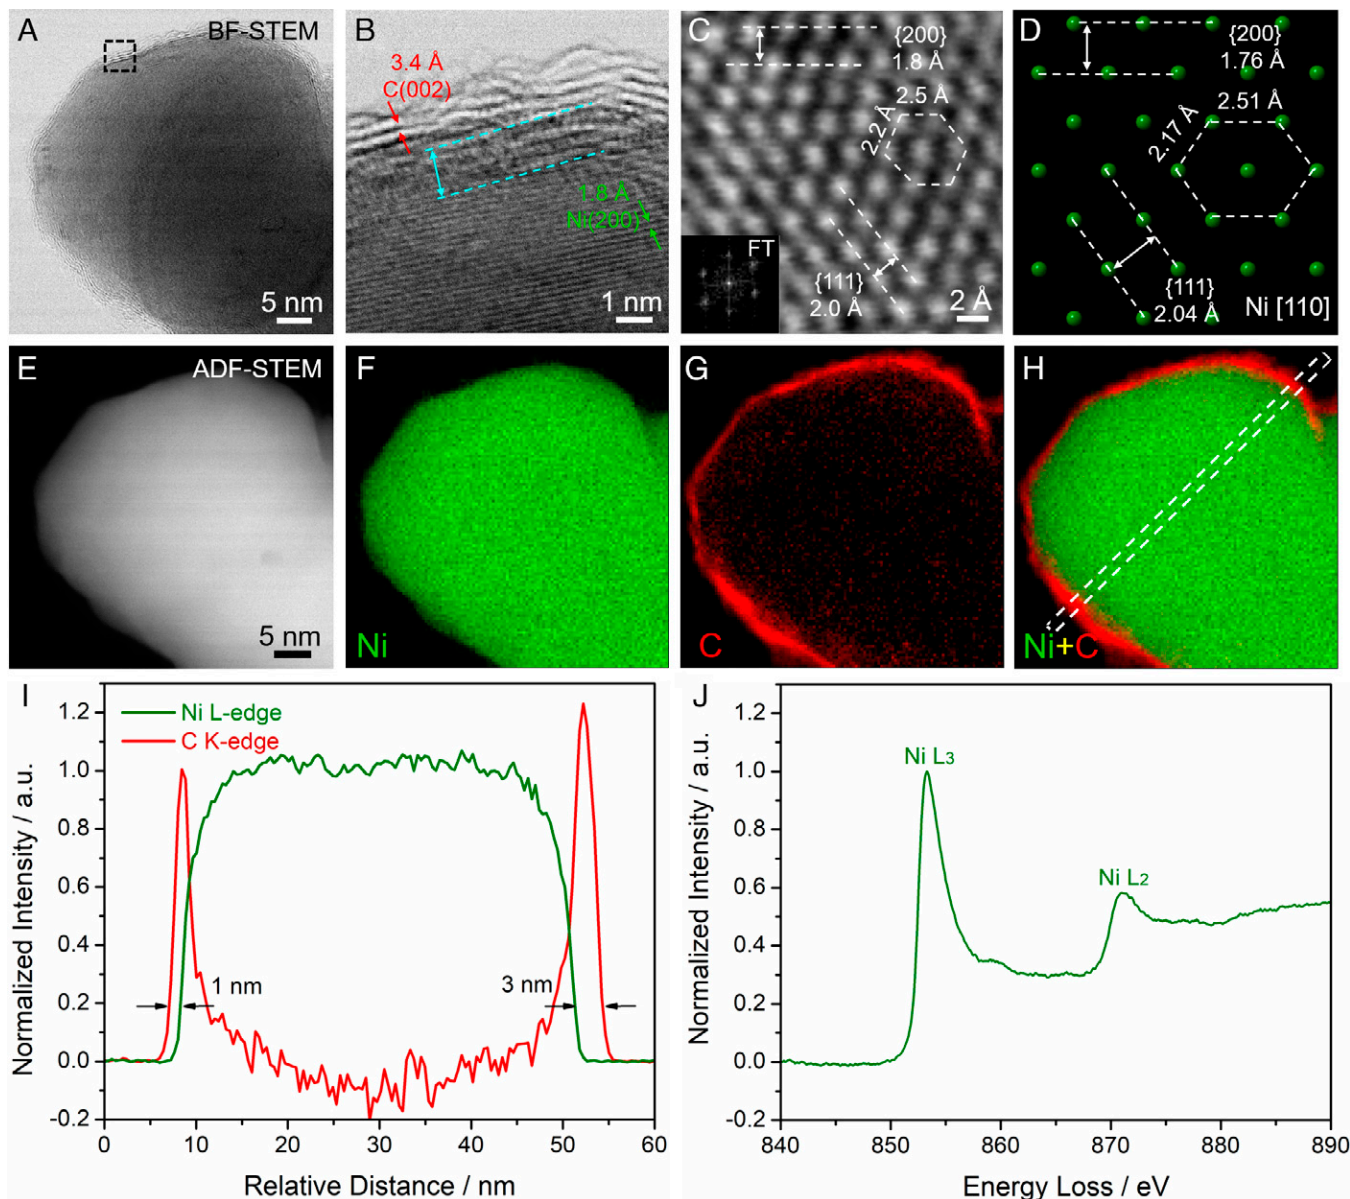 A
BF-STEM
5 nm
B
3.4 Å
C(002)
1.8 Å
Ni(200)
1 nm
C
{200}
1.8 Å
2.5 Å
2.2 Å
FT
{111}
2.0 Å
2 Å
D
{200}
1.76 Å
2.51 Å
2.17 Å
{111}
2.04 Å
Ni [110]
E
ADF-STEM
5 nm
F
Ni
G
C
H
Ni+C
I
Ni L-edge
C K-edge
1 nm
3 nm
1.2
1.0
0.8
0.6
0.4
0.2
0.0
-0.2
0 10 20 30 40 50 60
Normalized Intensity / a.u.
Relative Distance / nm
J
Ni L3
Ni L2
1.2
1.0
0.8
0.6
0.4
0.2
0.0
-0.2
840 850 860 870 880 890
Normalized Intensity / a.u.
Energy Loss / eV